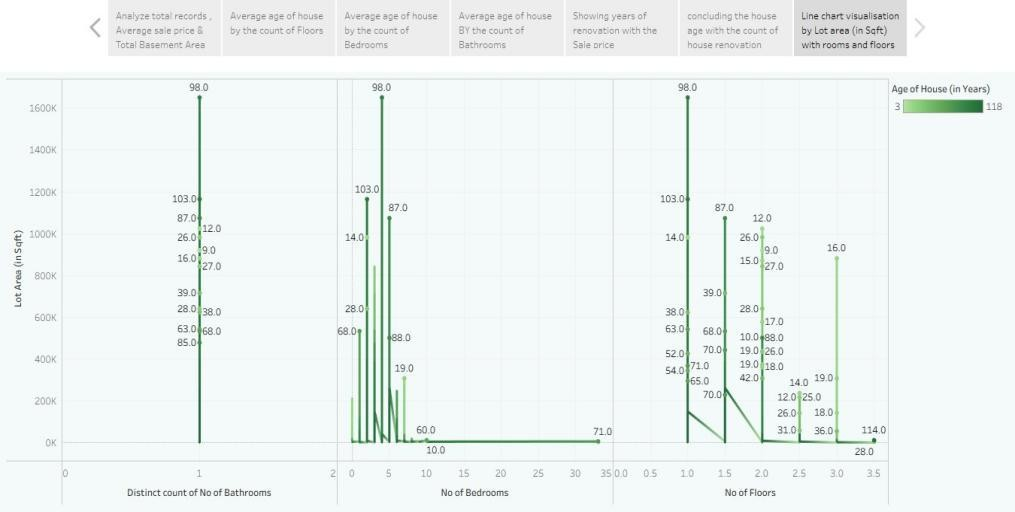 Analyze total records ,
Average sale price &
Total Basement Area
Average age of house
by the count of Floors
Average age of house
by the count of
Bedrooms
Average age of house
BY the count of
Bathrooms
Showing years of
renovation with the
Sale price
concluding the house
age with the count of
house renovation
Line chart visualisation
by Lot area (in Sqft)
with rooms and floors
Age of House (in Years)
3 118
Lot Area (in Sqft)
1600K
1400K
1200K
1000K
800K
600K
400K
200K
0K
98.0
103.0
87.0
12.0
26.0
9.0
16.0
27.0
39.0
28.0
38.0
63.0
68.0
85.0
98.0
103.0
87.0
14.0
28.0
68.0
88.0
19.0
60.0
10.0
71.0
98.0
103.0
14.0
38.0
63.0
52.0
71.0
54.0
65.0
87.0
39.0
68.0
70.0
70.0
12.0
26.0
9.0
15.0
27.0
28.0
17.0
10.0
88.0
19.0
26.0
19.0
18.0
42.0
14.0
12.0
25.0
26.0
31.0
16.0
19.0
18.0
36.0
114.0
28.0
0 1 2
0 5 10 15 20 25 30 35
0.0 0.5 1.0 1.5 2.0 2.5 3.0 3.5
Distinct count of No of Bathrooms
No of Bedrooms
No of Floors